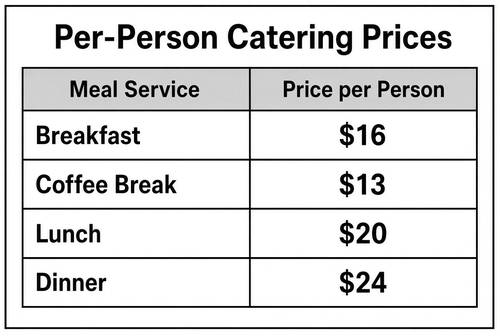 Per-Person Catering Prices
Meal Service Price per Person
Breakfast $16
Coffee Break $13
Lunch $20
Dinner $24